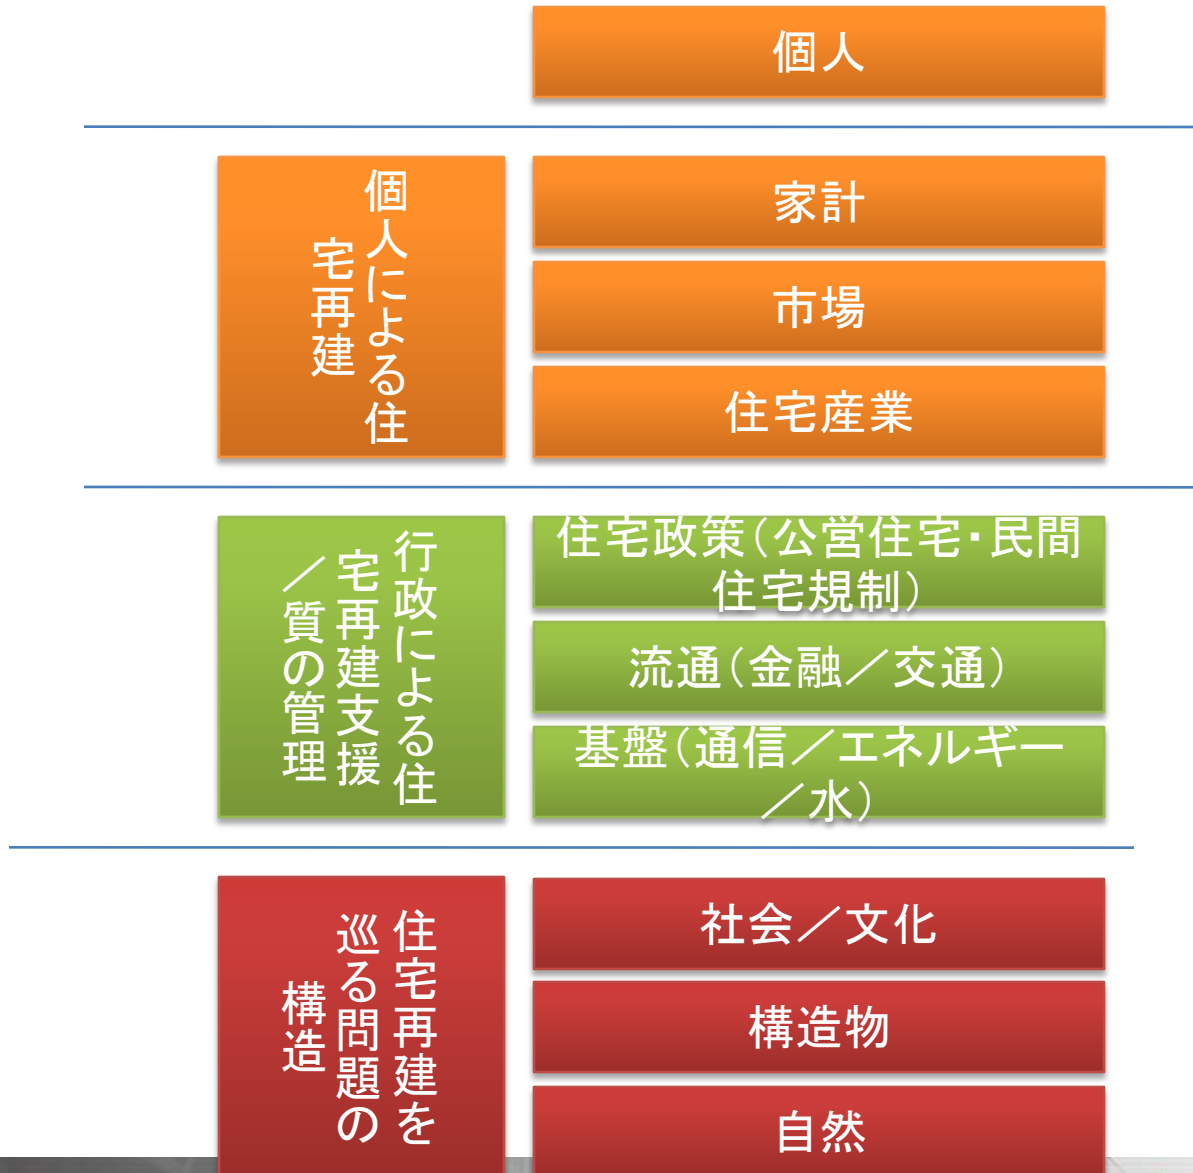 個人
個人による住
宅再建
家計
市場
住宅産業
行政による住
宅再建支援
／質の管理
住宅政策（公営住宅・民間
住宅規制）
流通（金融／交通）
基盤（通信／エネルギー
／水）
住宅再建を
巡る問題の
構造
社会／文化
構造物
自然